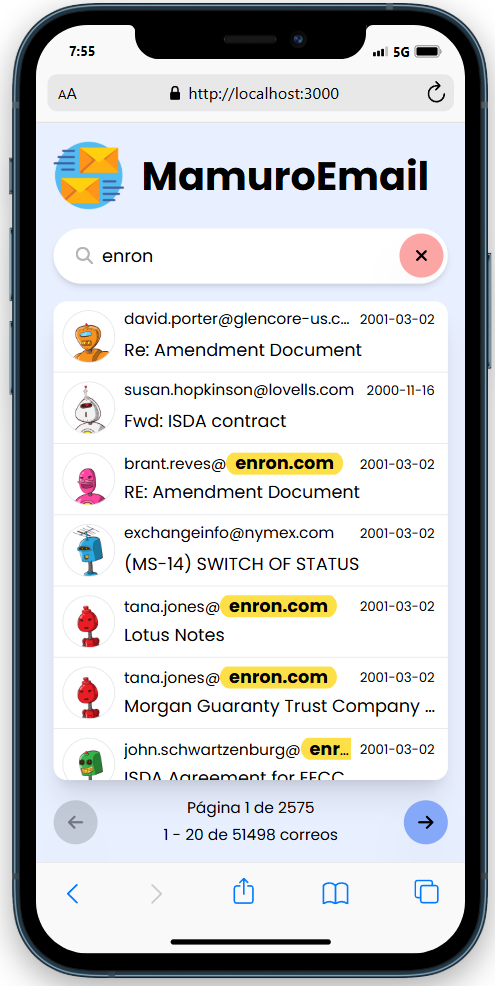 7:55
5G
AA
http://localhost:3000
MamuroEmail
enron
david.porter@glencore-us.c... 2001-03-02
Re: Amendment Document
susan.hopkinson@lovells.com 2000-11-16
Fwd: ISDA contract
brant.reves@enron.com 2001-03-02
RE: Amendment Document
exchangeinfo@nymex.com 2001-03-02
(MS-14) SWITCH OF STATUS
tana.jones@enron.com 2001-03-02
Lotus Notes
tana.jones@enron.com 2001-03-02
Morgan Guaranty Trust Company ...
john.schwartzenburg@enr... 2001-03-02
ISDA Agreement for EECC
Página 1 de 2575
1 - 20 de 51498 correos